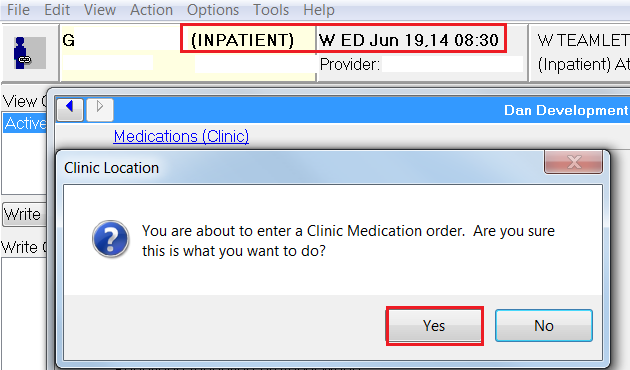 File Edit View Action Options Tools Help
G (INPATIENT) W ED Jun 19,14 08:30 W TEAMLET
Provider: (Inpatient) At
View
Active
Dan Development
Medications (Clinic)
Clinic Location
You are about to enter a Clinic Medication order. Are you sure
this is what you want to do?
Write
Write
Yes No